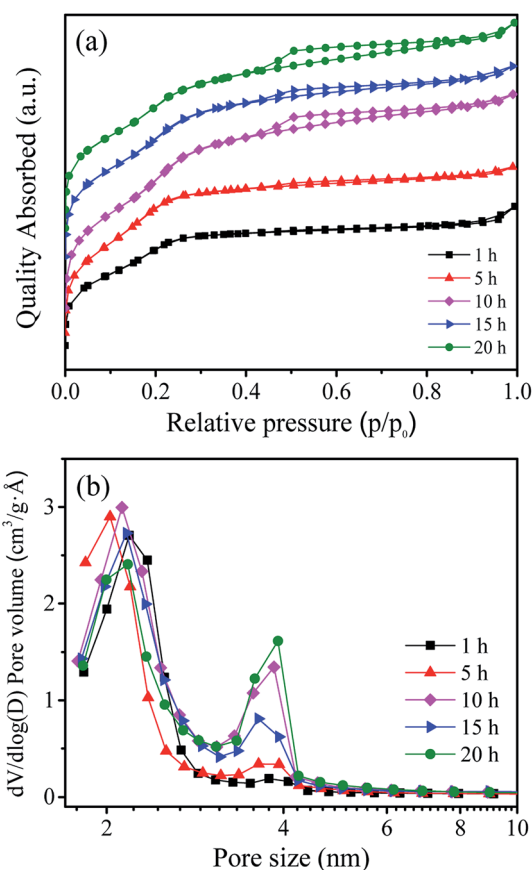 (a)
Quality Absorbed (a.u.)
1 h
5 h
10 h
15 h
20 h
0.0 0.2 0.4 0.6 0.8 1.0
Relative pressure (p/p₀)
(b)
dV/dlog(D) Pore volume (cm³/g·Å)
3
2
1
0
1 h
5 h
10 h
15 h
20 h
2 4 6 8 10
Pore size (nm)